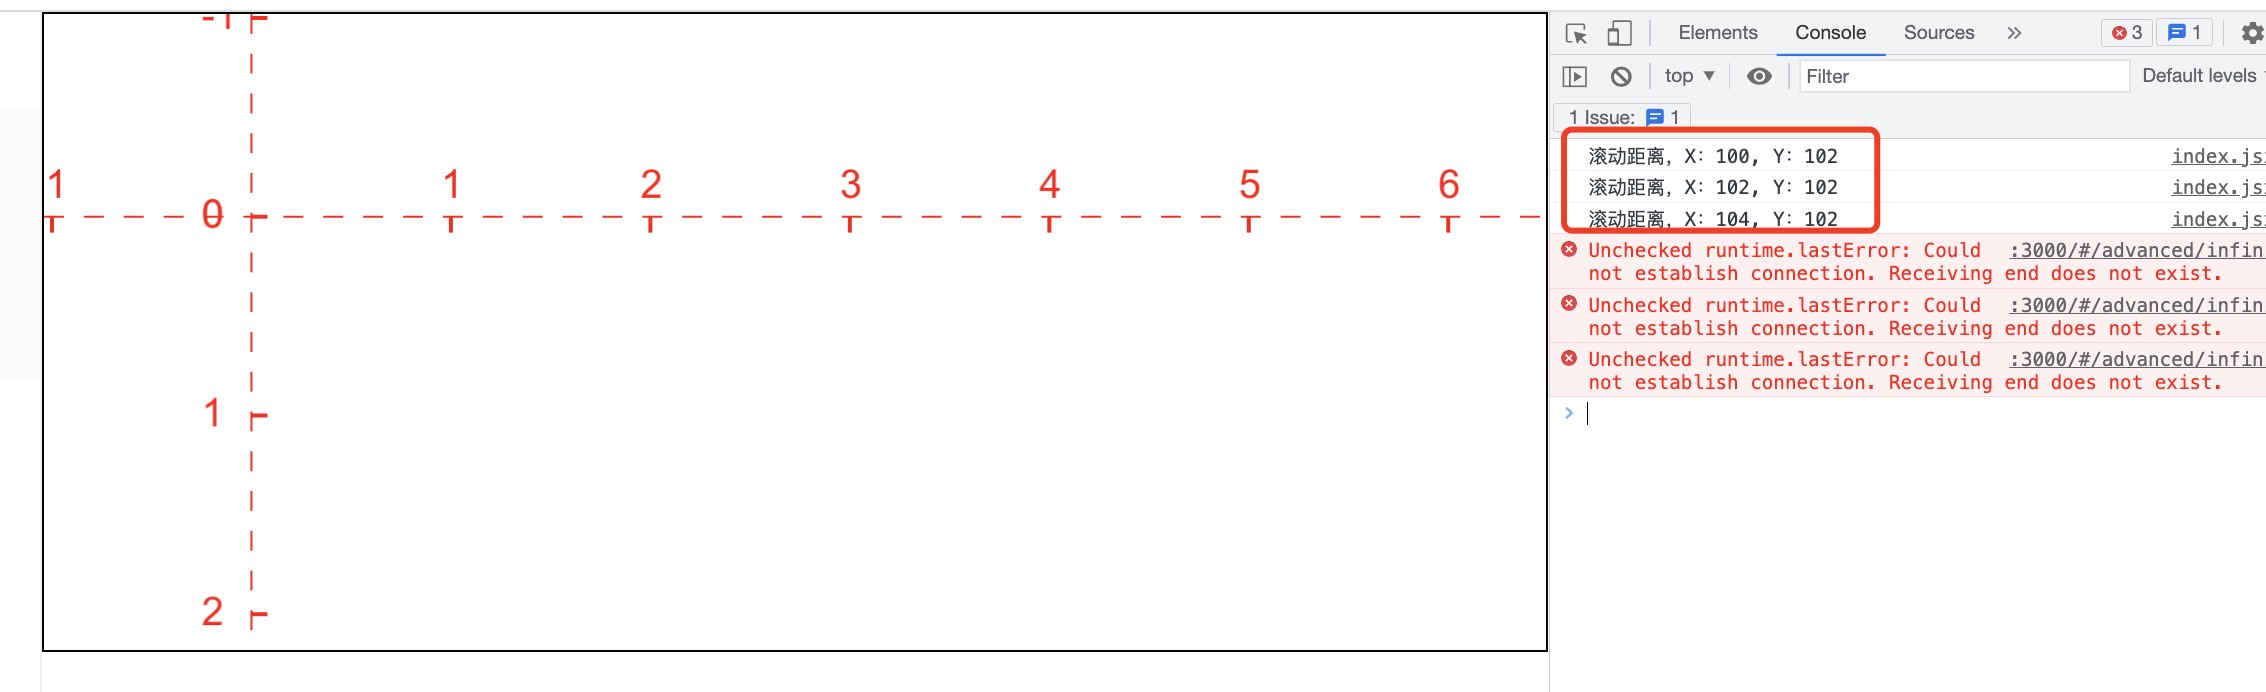 -1
1 1 2 3 4 5 6
0
1
2
Elements Console Sources » 3 1
top ▼ Filter Default levels
1 Issue: 1
滚动距离，X：100, Y：102 index.js
滚动距离，X：102, Y：102 index.js
滚动距离，X：104, Y：102 index.js
Unchecked runtime.lastError: Could :3000/#/advanced/infin
not establish connection. Receiving end does not exist.
Unchecked runtime.lastError: Could :3000/#/advanced/infin
not establish connection. Receiving end does not exist.
Unchecked runtime.lastError: Could :3000/#/advanced/infin
not establish connection. Receiving end does not exist.
>